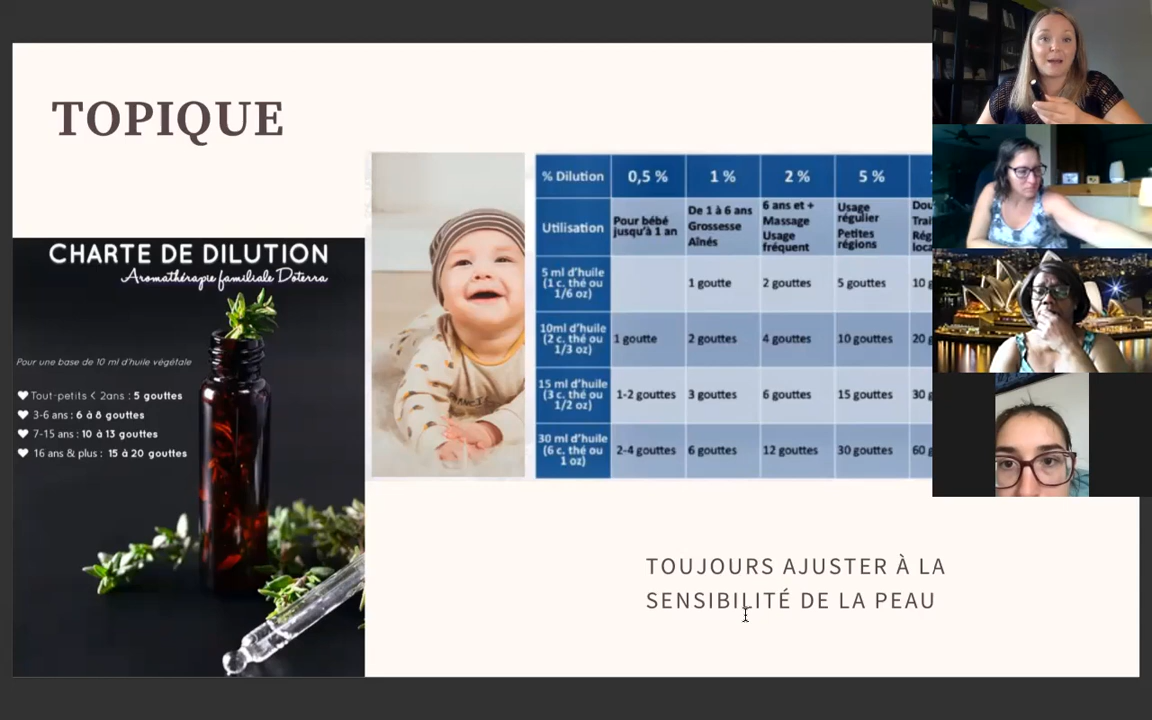 TOPIQUE
CHARTE DE DILUTION
Aromathérapie familiale Doterra
Pour une base de 10 ml d'huile végétale
Tout-petits < 2ans : 5 gouttes
3-6 ans : 6 à 8 gouttes
7-15 ans : 10 à 13 gouttes
16 ans & plus : 15 à 20 gouttes
% Dilution 0,5 % 1 % 2 % 5 %
Utilisation
Pour bébé
jusqu'à 1 an
De 1 à 6 ans
Grossesse
Aînés
6 ans et +
Massage
Usage
fréquent
Usage
régulier
Petites
régions
5 ml d'huile
(1 c. thé ou
1/6 oz)
1 goutte 2 gouttes 5 gouttes 10
10ml d'huile
(2 c. thé ou
1/3 oz)
1 goutte 2 gouttes 4 gouttes 10 gouttes 20
15 ml d'huile
(3 c. thé ou
1/2 oz)
1-2 gouttes 3 gouttes 6 gouttes 15 gouttes 30
30 ml d'huile
(6 c. thé ou
1 oz)
2-4 gouttes 6 gouttes 12 gouttes 30 gouttes 60
TOUJOURS AJUSTER À LA
SENSIBILITÉ DE LA PEAU